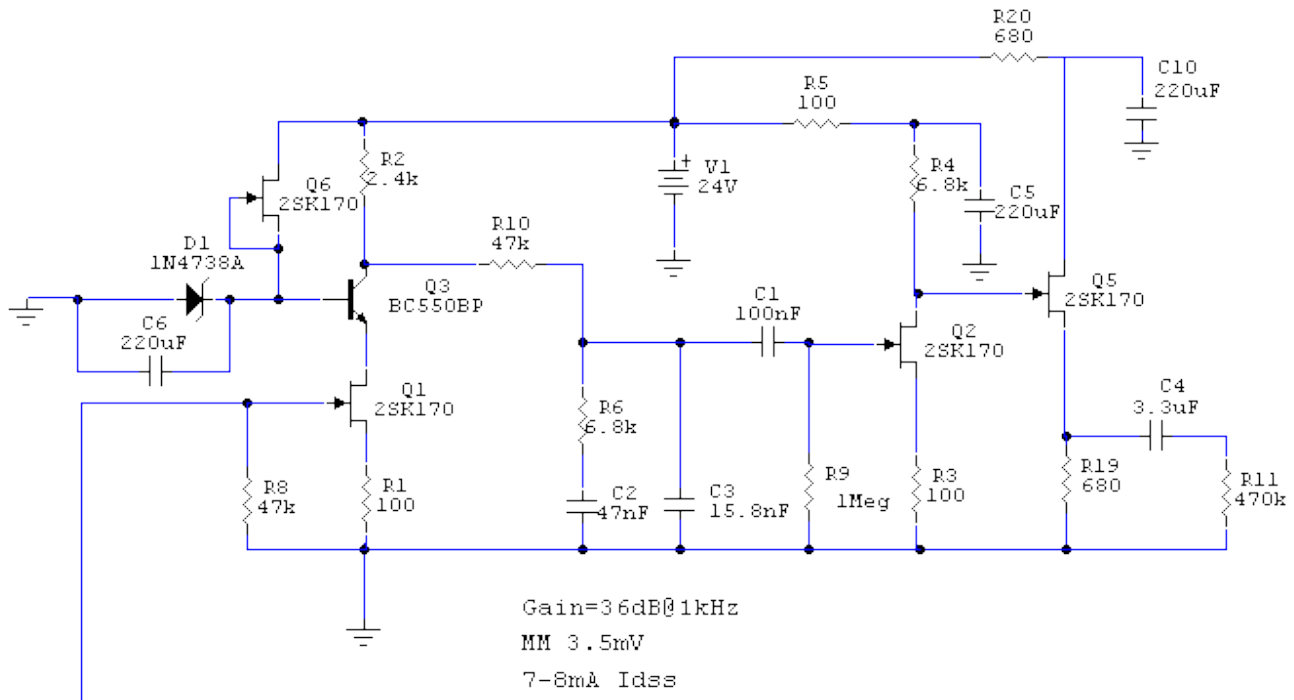 R20
680
R5
100
C10
220uF
R2
2.4k
V1
24V
R4
6.8k
Q6
2SK170
C5
220uF
R10
47k
D1
1N4738A
Q3
BC550BP
Q5
2SK170
C1
100nF
C6
220uF
Q2
2SK170
Q1
2SK170
C4
3.3uF
R6
6.8k
R8
47k
R1
100
C2
47nF
C3
15.8nF
R9
1Meg
R3
100
R19
680
R11
470k
Gain=36dB@1kHz
MM 3.5mV
7-8mA Idss